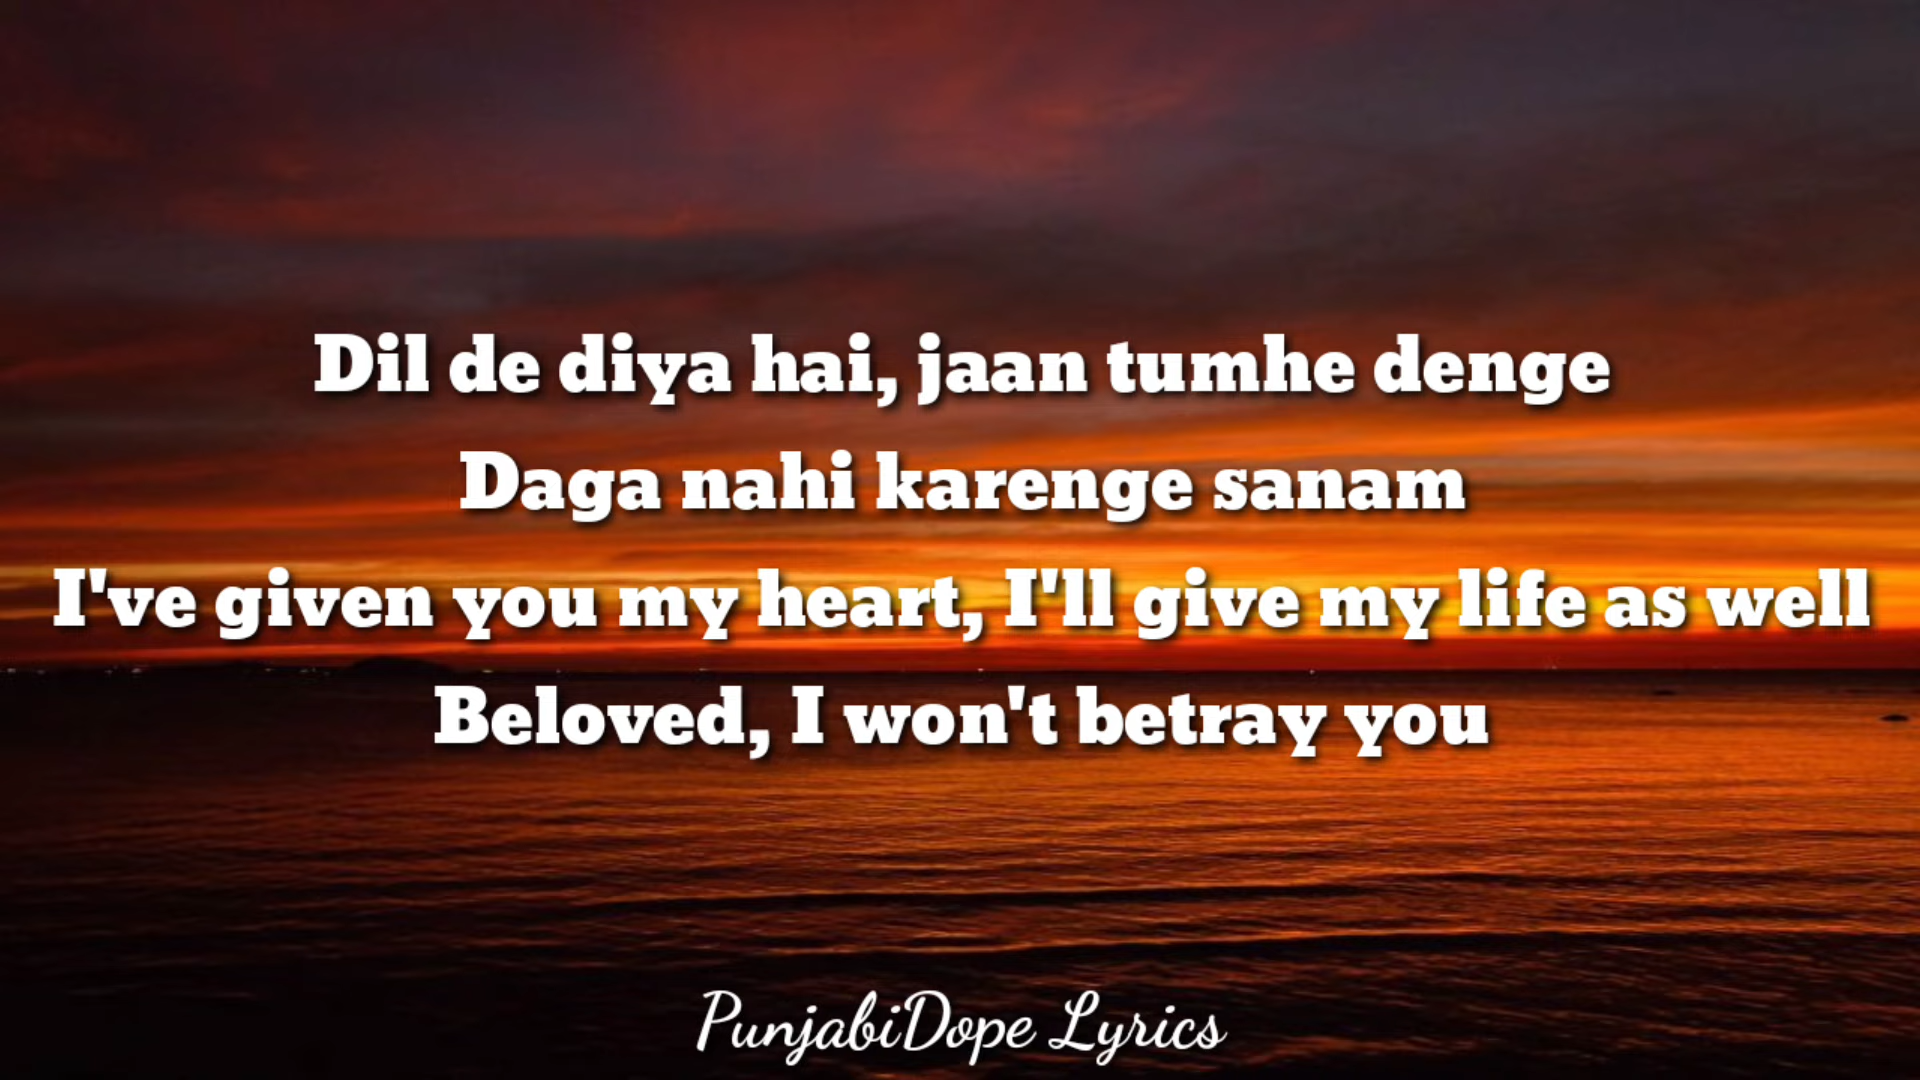 Dil de diya hai, jaan tumhe denge
Daga nahi karenge sanam
I've given you my heart, I'll give my life as well
Beloved, I won't betray you
PunjabiDope Lyrics